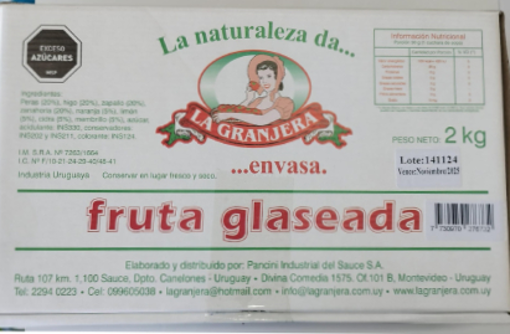 La naturaleza da...
EXCESO
AZÚCARES
MSP
LA GRANJERA
...envasa.
Información Nutricional
Ingredientes:
Peras (20%), higo (20%), zapallo (20%),
zanahoria (20%), naranja (5%), limón
(5%), cidra (5%), membrillo (5%), azúcar,
acidulante: INS330, conservadores:
INS202 y INS211, colorante: INS124.
I.M. S.R.A. Nº 7263/1664
I.C. Nº F/10-21-24-29-40/46-41
Industria Uruguaya Conservar en lugar fresco y seco.
PESO NETO: 2 kg
Lote:141124
Vence:Noviembre/2025
fruta glaseada
Elaborado y distribuido por: Pancini Industrial del Sauce S.A.
Ruta 107 km. 1,100 Sauce, Dpto. Canelones - Uruguay • Divina Comedia 1575. Of.101 B, Montevideo - Uruguay
Tel: 2294 0223 • Cel: 099605038 • lagranjera@hotmail.com • info@lagranjera.com.uy • www.lagranjera.com.uy